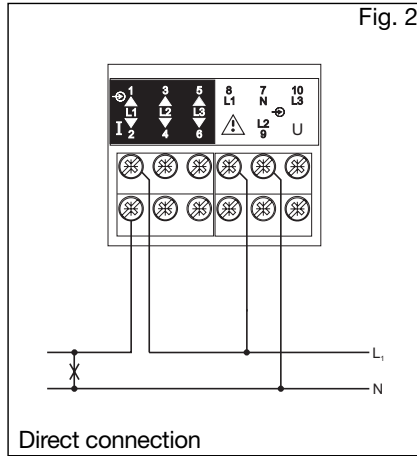 Fig. 2
1 3 5 8 7 10
L1 N L3
L1 L2 L3
L2
I 2 4 6 9 U
L1
N
Direct connection